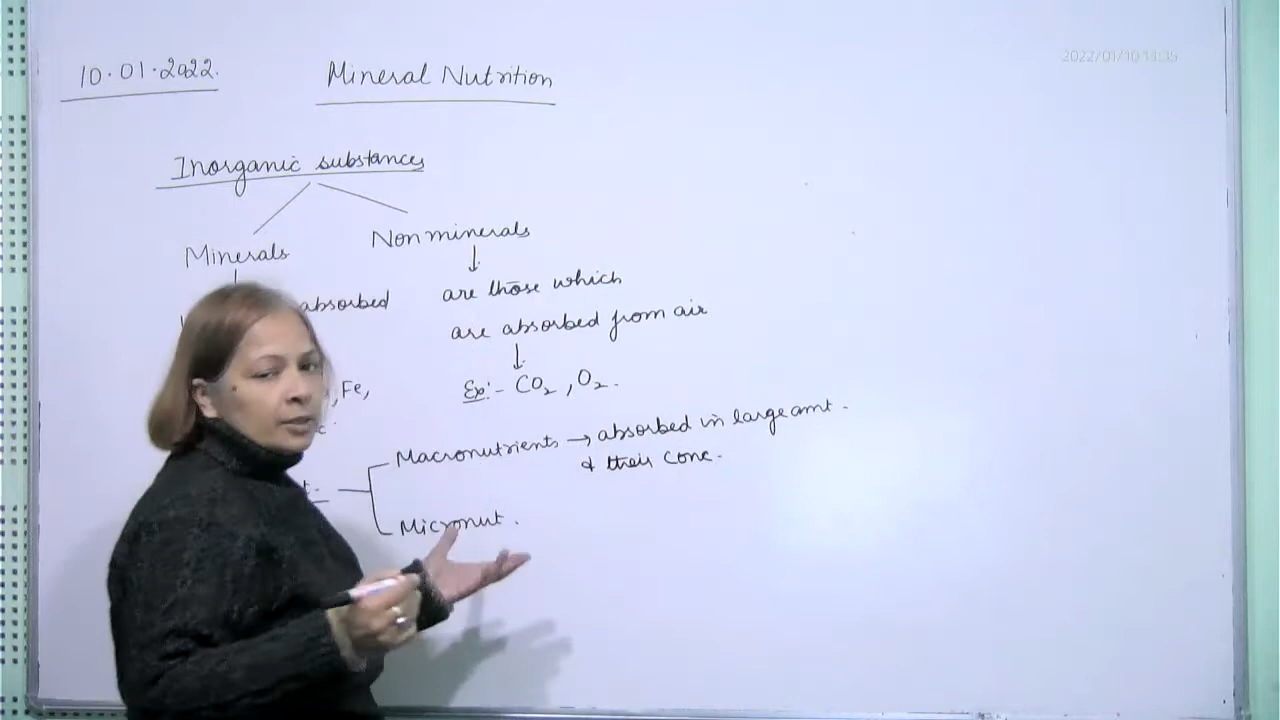 10.01.2022.
Mineral Nutrition
2022/01/10 13:35
Inorganic substances
Minerals
Non minerals
absorbed
are those which
are absorbed from air
Ex:- CO2, O2.
, Fe,
Macronutrients → absorbed in large amt.
& their conc.
Micronut.